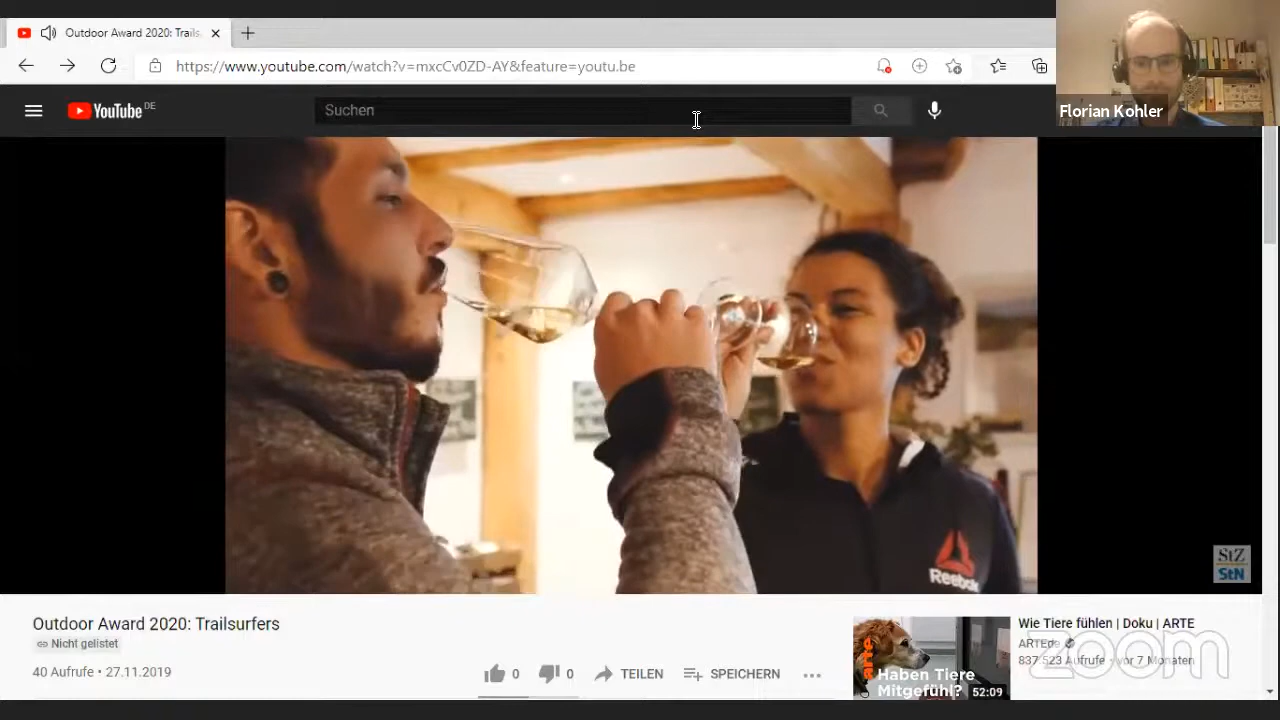 Outdoor Award 2020: Trails
https://www.youtube.com/watch?v=mxcCv0ZD-AY&feature=youtu.be
Florian Kohler
YouTube DE
Suchen
Reebok
StZ
StN
Outdoor Award 2020: Trailsurfers
Nicht gelistet
40 Aufrufe • 27.11.2019
0
0
TEILEN
SPEICHERN
arte
Haben Tiere
Mitgefühl?
52:09
Wie Tiere fühlen | Doku | ARTE
ARTEde
837.523 Aufrufe • vor 7 Monaten
zoom